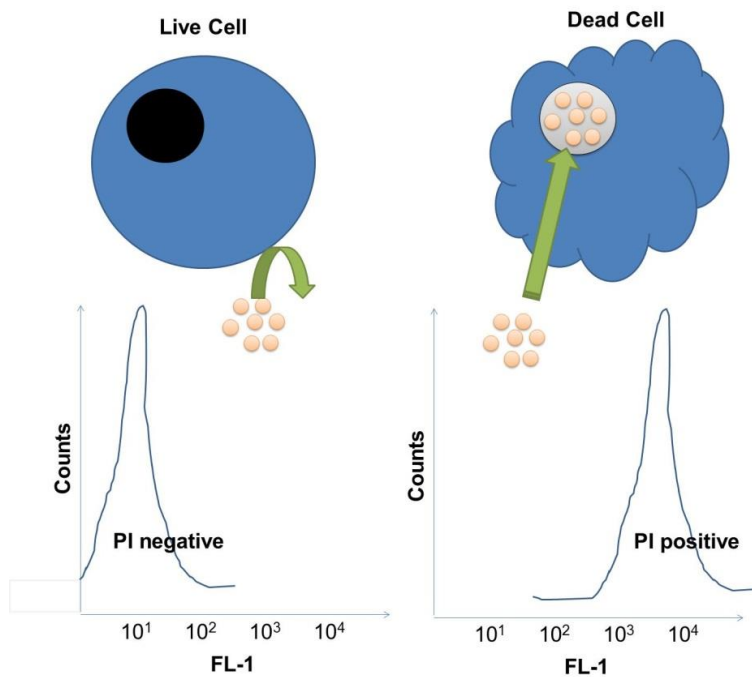 Live Cell
Dead Cell
Counts
PI negative
10¹ 10² 10³ 10⁴
FL-1
Counts
PI positive
10¹ 10² 10³ 10⁴
FL-1